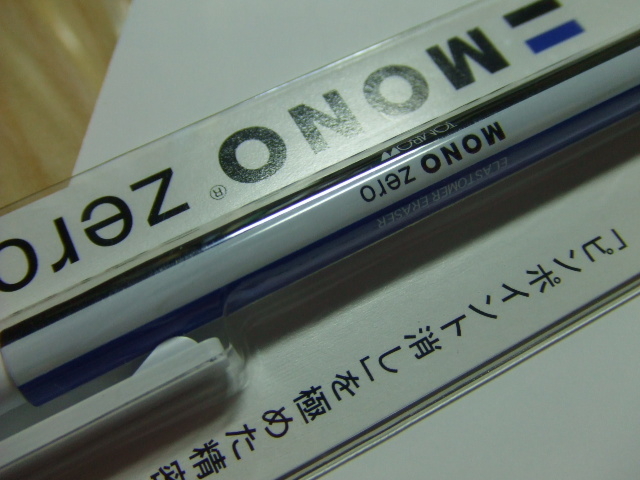 MONO zero®
TOMBOW
MONO zero
ELASTOMER ERASER
「ピンポイント消し」を極めた精密